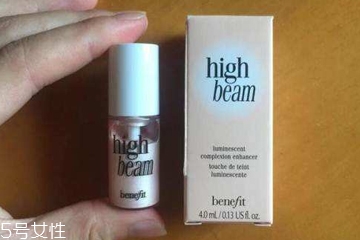 high
beam
benefit
high
beam
luminescent
complexion enhancer
touche de teint
luminescente
benefit
4.0 mL/0.13 US fl. oz.
5号女性